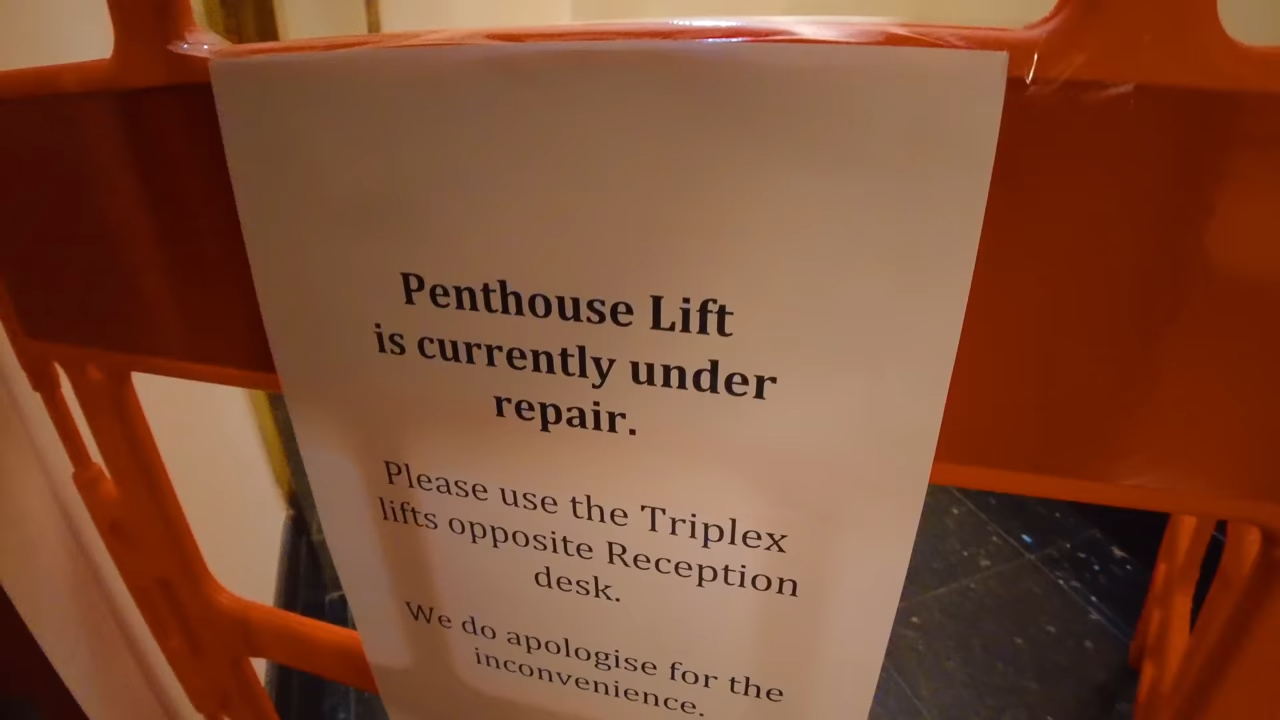 Penthouse Lift
is currently under
repair.
Please use the Triplex
lifts opposite Reception
desk.
We do apologise for the
inconvenience.